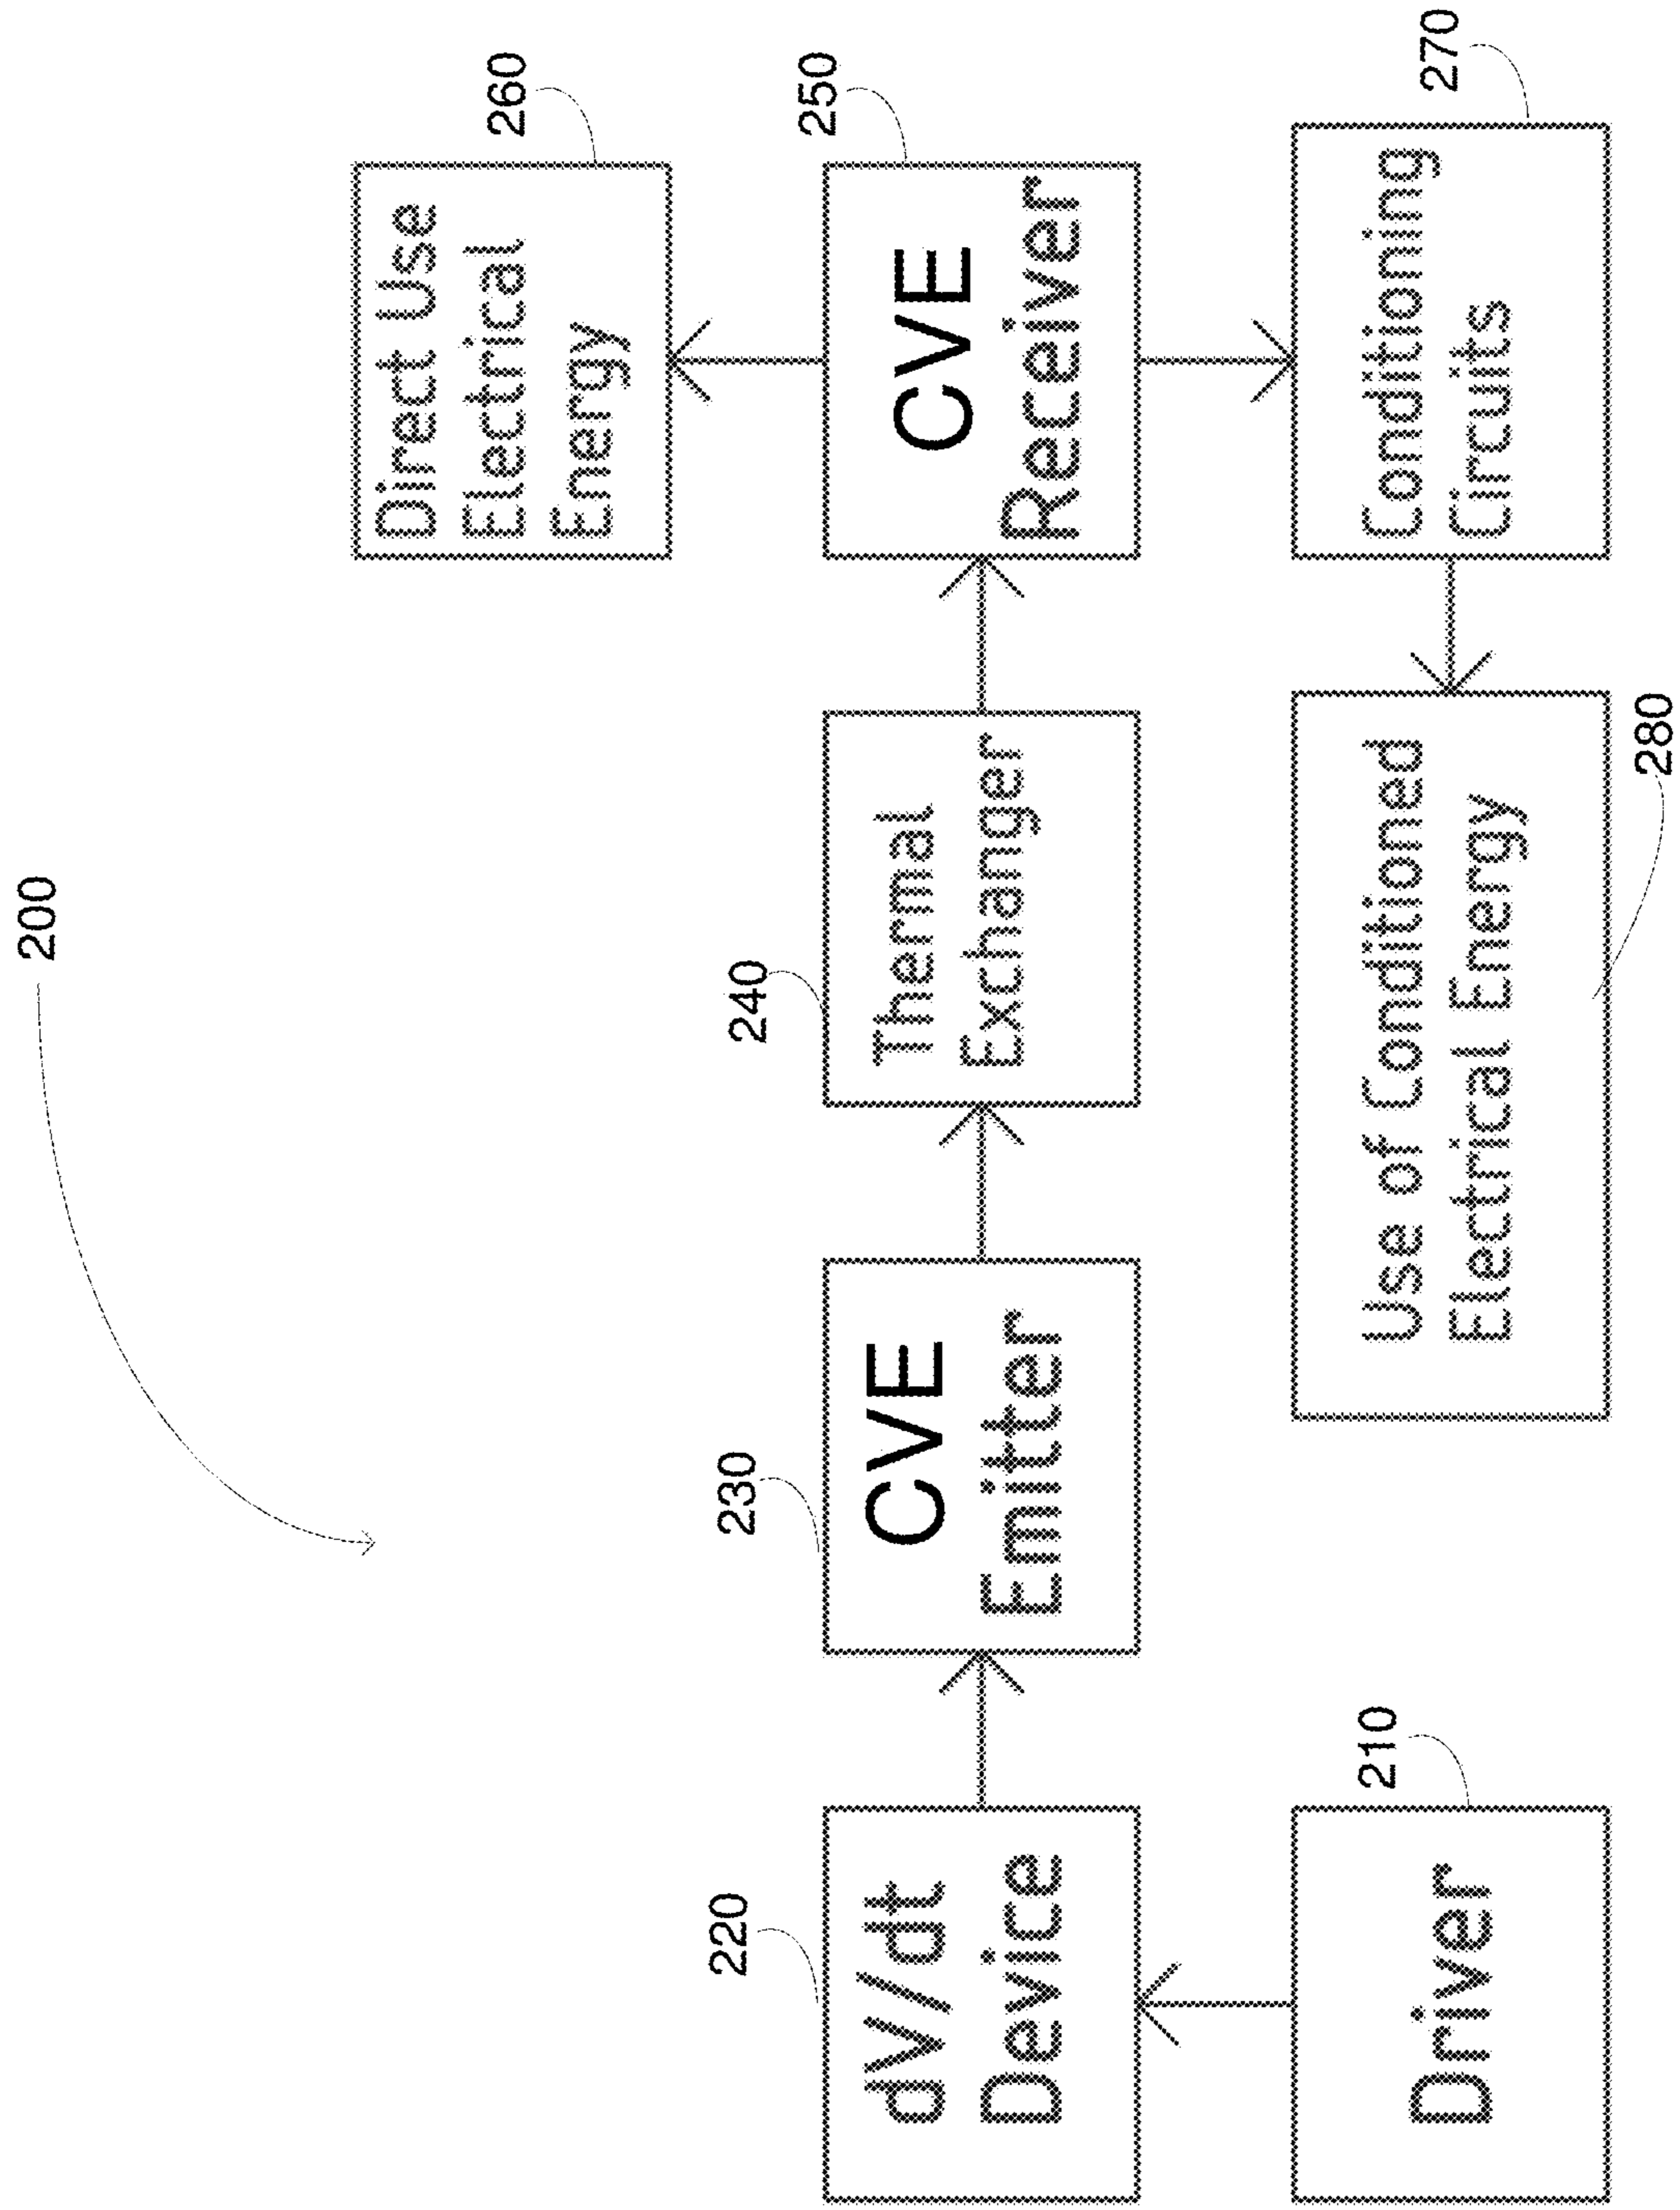 200
260
Direct Use
Electrical
Energy
220
dV/dt
Device
230
CVE
Emitter
240
Thermal
Exchanger
250
CVE
Receiver
210
Driver
Use of Conditioned
Electrical Energy
280
Conditioning
Circuits
270